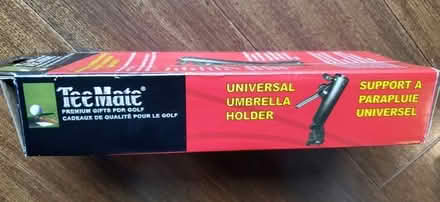 TeeMate®
PREMIUM GIFTS FOR GOLF
CADEAUX DE QUALITÉ POUR LE GOLF
UNIVERSAL
UMBRELLA
HOLDER
SUPPORT A
PARAPLUIE
UNIVERSEL